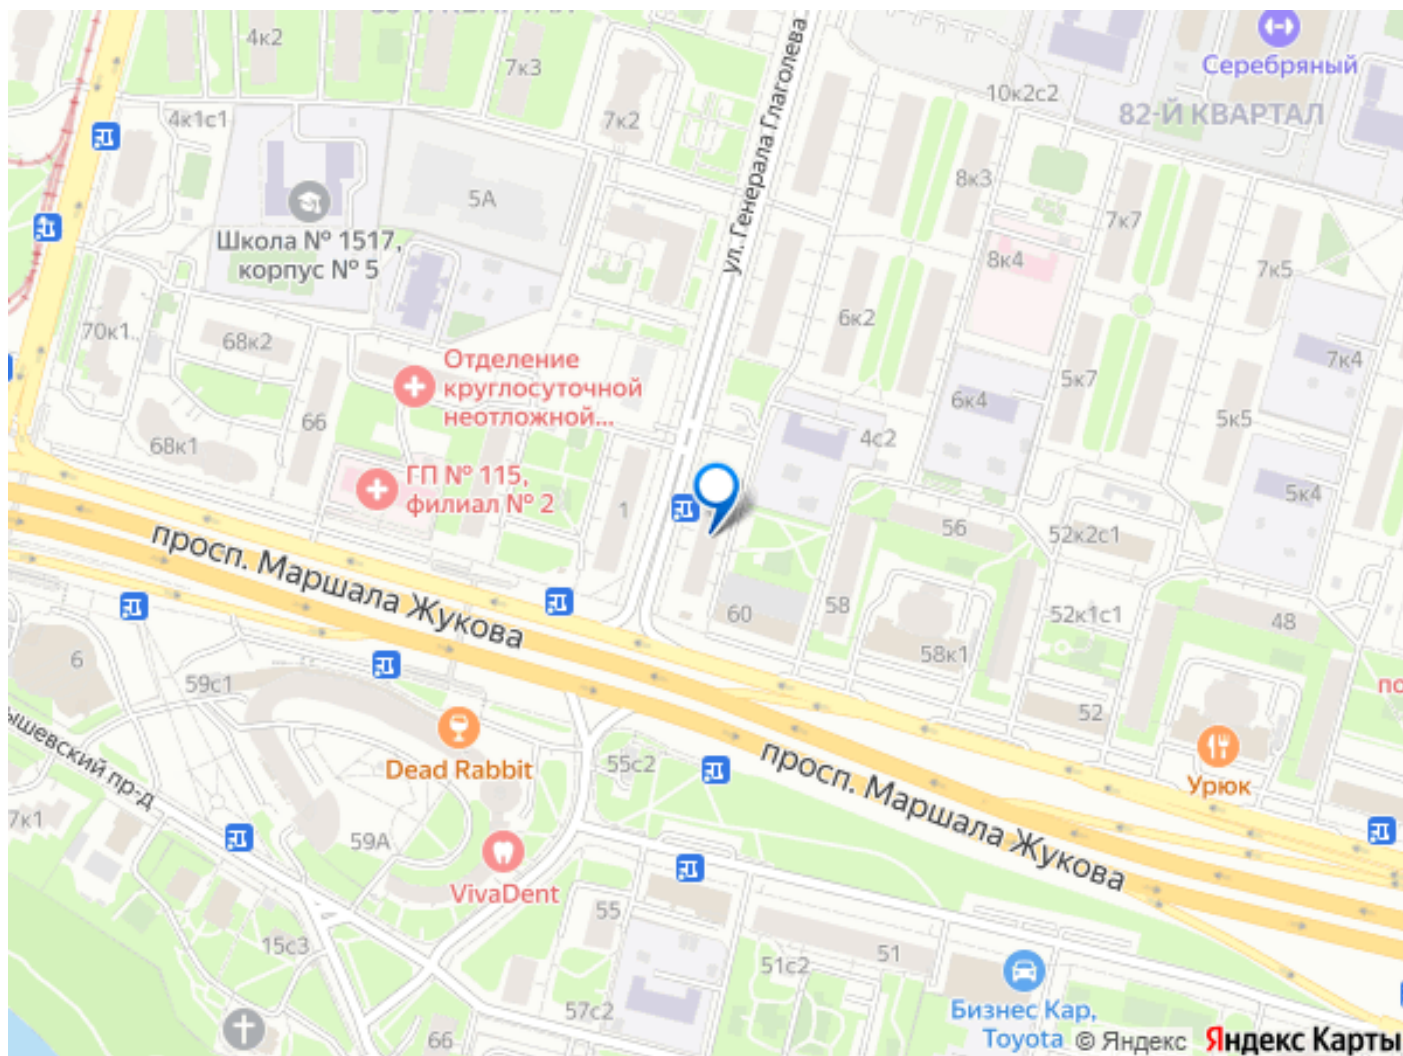 4к2
7к3
Серебряный
10к2с2
82-Й КВАРТАЛ
4к1с1
7к2
ул. Генерала Глаголева
8к3
5А
7к7
Школа № 1517,
корпус № 5
8к4
7к5
6к2
70к1
68к2
7к4
Отделение
круглосуточной
неотложной...
5к7
6к4
66
5к5
68к1
4с2
ГП № 115,
филиал № 2
5к4
1
56
52к2с1
просп. Маршала Жукова
60
58
52к1с1
48
58к1
6
59с1
52
Dead Rabbit
55с2
просп. Маршала Жукова
Урюк
ышевский пр-д
7к1
59А
VivaDent
55
15с3
51с2
51
57с2
Бизнес Кар,
Toyota
66
© Яндекс Яндекс Карты